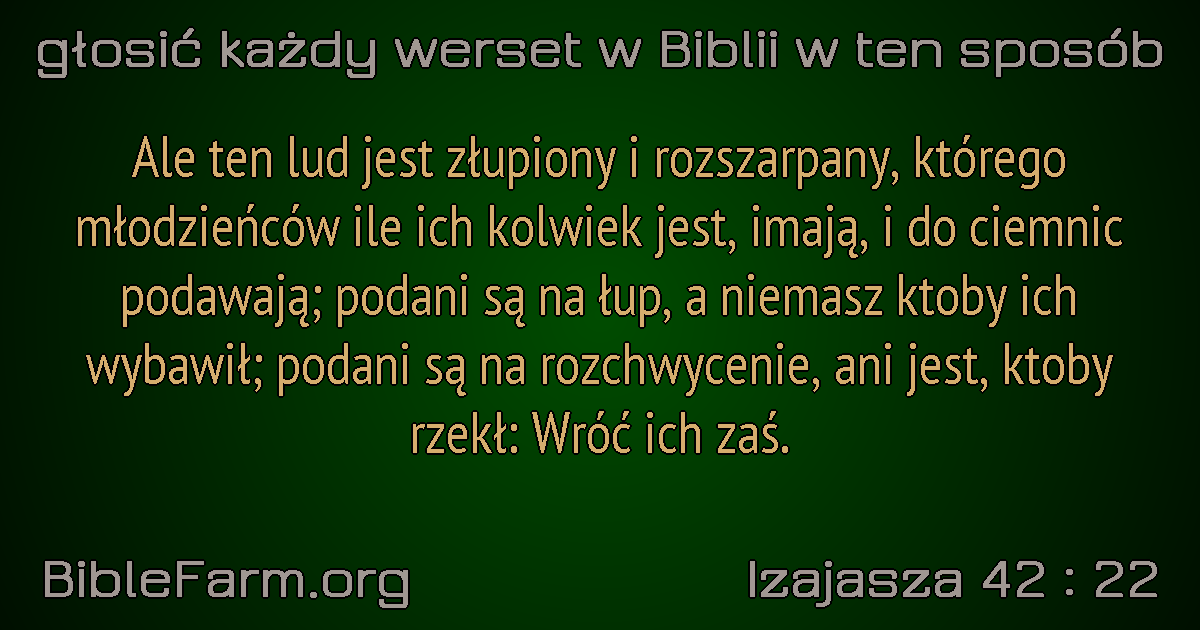 głosić każdy werset w Biblii w ten sposób
Ale ten lud jest złupiony i rozszarpany, którego
młodzieńców ile ich kolwiek jest, imają, i do ciemnic
podawają; podani są na łup, a niemasz ktoby ich
wybawił; podani są na rozchwycenie, ani jest, ktoby
rzekł: Wróć ich zaś.
BibleFarm.org
Izajasza 42 : 22